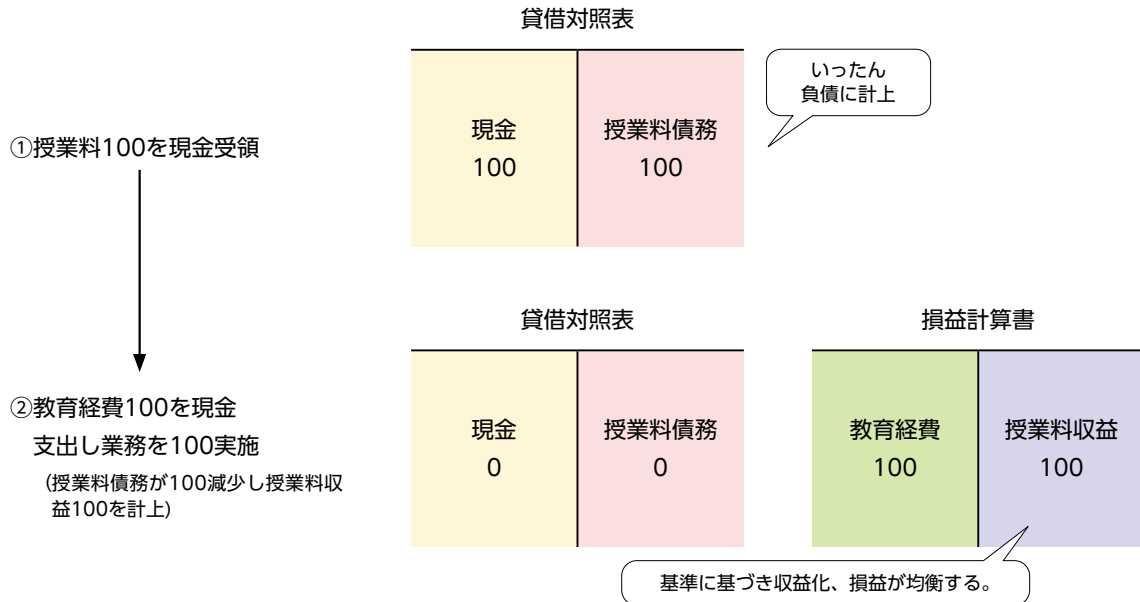 貸借対照表
いったん
負債に計上
①授業料100を現金受領
現金
100
授業料債務
100
貸借対照表
損益計算書
②教育経費100を現金
支出し業務を100実施
(授業料債務が100減少し授業料収
益100を計上)
現金
0
授業料債務
0
教育経費
100
授業料収益
100
基準に基づき収益化、損益が均衡する。